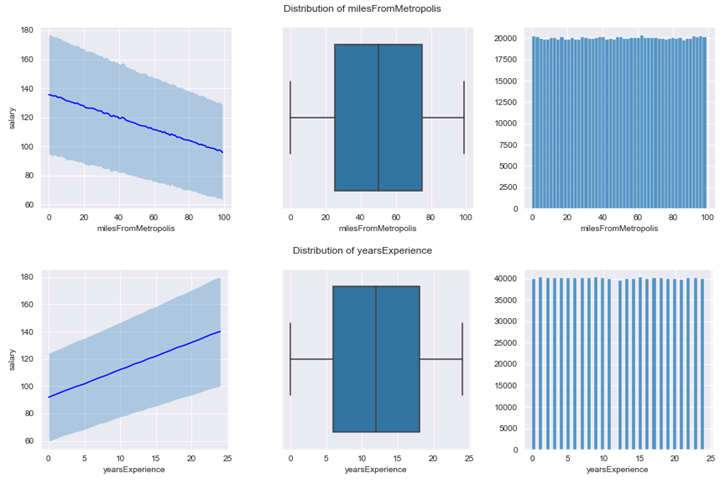 Distribution of milesFromMetropolis
180
160
140
120
100
80
60
salary
0 20 40 60 80 100
milesFromMetropolis
0 20 40 60 80 100
milesFromMetropolis
20000
17500
15000
12500
10000
7500
5000
2500
0
0 20 40 60 80 100
milesFromMetropolis
Distribution of yearsExperience
180
160
140
120
100
80
60
salary
0 5 10 15 20 25
yearsExperience
0 5 10 15 20 25
yearsExperience
40000
35000
30000
25000
20000
15000
10000
5000
0
0 5 10 15 20 25
yearsExperience